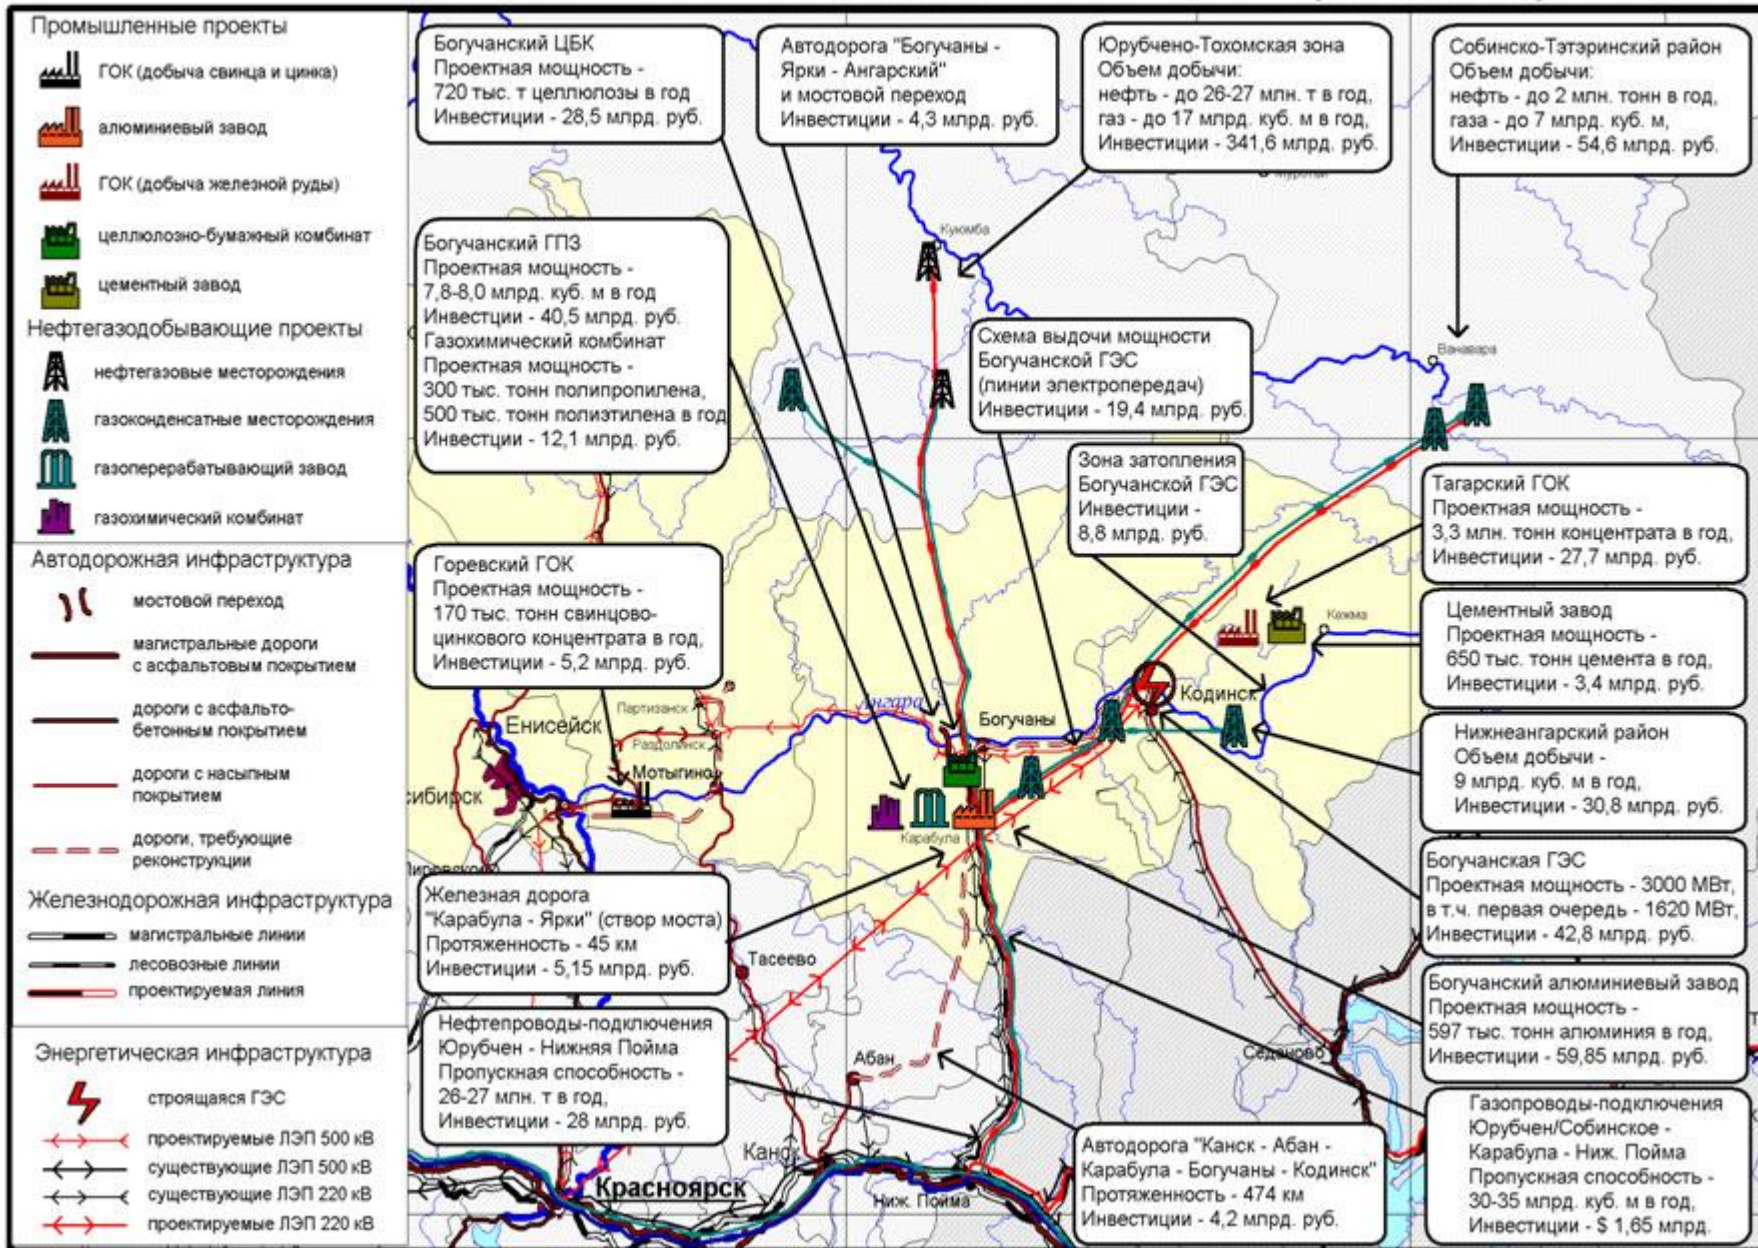 Промышленные проекты
ГОК (добыча свинца и цинка)
алюминиевый завод
ГОК (добыча железной руды)
целлюлозно-бумажный комбинат
цементный завод
Нефтегазодобывающие проекты
нефтегазовые месторождения
газоконденсатные месторождения
газоперерабатывающий завод
газохимический комбинат
Автодорожная инфраструктура
мостовой переход
магистральные дороги
с асфальтовым покрытием
дороги с асфальто-
бетонным покрытием
дороги с насыпным
покрытием
дороги, требующие
реконструкции
Железнодорожная инфраструктура
магистральные линии
лесовозные линии
проектируемая линия
Энергетическая инфраструктура
строящаяся ГЭС
проектируемые ЛЭП 500 кВ
существующие ЛЭП 500 кВ
существующие ЛЭП 220 кВ
проектируемые ЛЭП 220 кВ
Богучанский ЦБК
Проектная мощность -
720 тыс. т целлюлозы в год
Инвестиции - 28,5 млрд. руб.
Автодорога "Богучаны -
Ярки - Ангарский"
и мостовой переход
Инвестиции - 4,3 млрд. руб.
Юрубчено-Тохомская зона
Объем добычи:
нефть - до 26-27 млн. т в год,
газ - до 17 млрд. куб. м в год,
Инвестиции - 341,6 млрд. руб.
Собинско-Тэтэринский район
Объем добычи:
нефть - до 2 млн. тонн в год,
газа - до 7 млрд. куб. м,
Инвестиции - 54,6 млрд. руб.
Богучанский ГПЗ
Проектная мощность -
7,8-8,0 млрд. куб. м в год
Инвестции - 40,5 млрд. руб.
Газохимический комбинат
Проектная мощность -
300 тыс. тонн полипропилена,
500 тыс. тонн полиэтилена в год
Инвестции - 12,1 млрд. руб.
Куюмба
Схема выдочи мощности
Богучанской ГЭС
(линии электропередач)
Инвестиции - 19,4 млрд. руб.
Ванавара
Зона затопления
Богучанской ГЭС
Инвестиции -
8,8 млрд. руб.
Тагарский ГОК
Проектная мощность -
3,3 млн. тонн концентрата в год,
Инвестиции - 27,7 млрд. руб.
Горевский ГОК
Проектная мощность -
170 тыс. тонн свинцово-
цинкового концентрата в год,
Инвестиции - 5,2 млрд. руб.
Цементный завод
Проектная мощность -
650 тыс. тонн цемента в год,
Инвестиции - 3,4 млрд. руб.
Кежма
Кодинск
Ангара
Богучаны
Партизанск
Енисейск
Раздолинск
Мотыгино
сибирск
Карабула
Нижнеангарский район
Объем добычи -
9 млрд. куб. м в год,
Инвестиции - 30,8 млрд. руб.
Богучанская ГЭС
Проектная мощность - 3000 МВт,
в т.ч. первая очередь - 1620 МВт,
Инвестиции - 42,8 млрд. руб.
Железная дорога
"Карабула - Ярки" (створ моста)
Протяженность - 45 км
Инвестиции - 5,15 млрд. руб.
Тасеево
Богучанский алюминиевый завод
Проектная мощность -
597 тыс. тонн алюминия в год,
Инвестиции - 59,85 млрд. руб.
Нефтепроводы-подключения
Юрубчен - Нижняя Пойма
Пропускная способность -
26-27 млн. т в год,
Инвестиции - 28 млрд. руб.
Абан
Седаново
Газопроводы-подключения
Юрубчен/Собинское -
Карабула - Ниж. Пойма
Пропускная способность -
30-35 млрд. куб. м в год,
Инвестиции - $ 1,65 млрд.
Автодорога "Канск - Абан -
Карабула - Богучаны - Кодинск"
Протяженность - 474 км
Инвестиции - 4,2 млрд. руб.
Канск
Красноярск
Ниж. Пойма